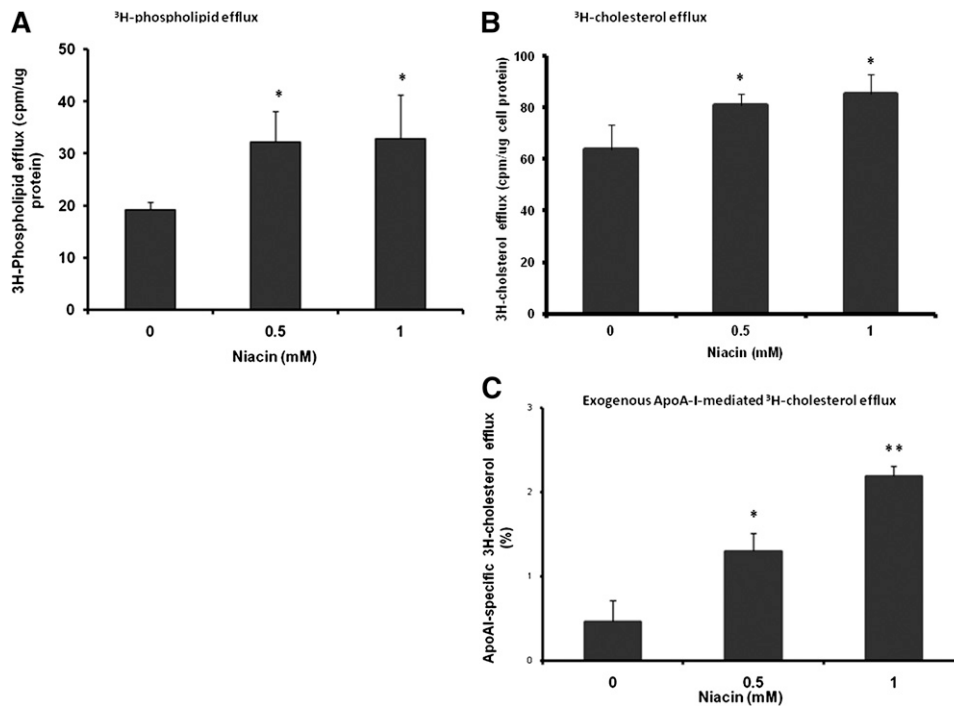 A
³H-phospholipid efflux
3H-Phospholipid efflux (cpm/ug
protein)
50
40
30
20
10
0
*
*
0
0.5
1
Niacin (mM)
B
³H-cholesterol efflux
3H-cholsterol efflux (cpm/ug cell protein)
100
80
60
40
20
0
*
*
0
0.5
1
Niacin (mM)
C
Exogenous ApoA-I-mediated ³H-cholesterol efflux
ApoAI-specific 3H-cholesterol efflux
(%)
3
2
1
0
*
**
0
0.5
1
Niacin (mM)